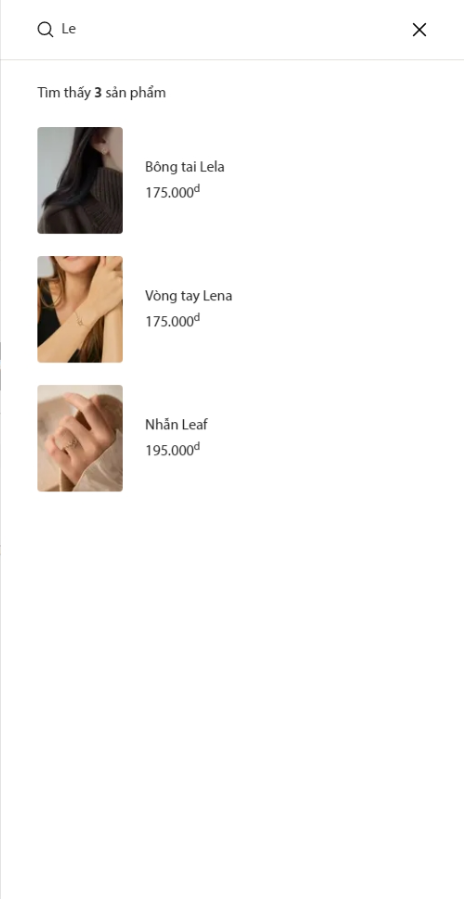 Le
Tìm thấy 3 sản phẩm
Bông tai Lela
175.000đ
Vòng tay Lena
175.000đ
Nhẫn Leaf
195.000đ